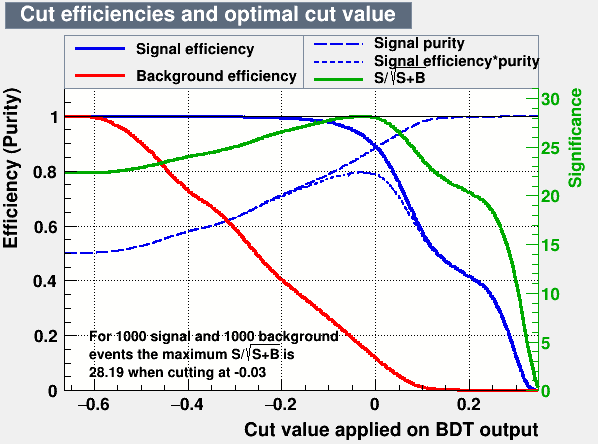 Cut efficiencies and optimal cut value
Signal efficiency
Background efficiency
Signal purity
Signal efficiency*purity
S/√S+B
Efficiency (Purity)
1
0.8
0.6
0.4
0.2
0
Significance
30
25
20
15
10
5
0
For 1000 signal and 1000 background
events the maximum S/√S+B is
28.19 when cutting at -0.03
−0.6 −0.4 −0.2 0 0.2
Cut value applied on BDT output